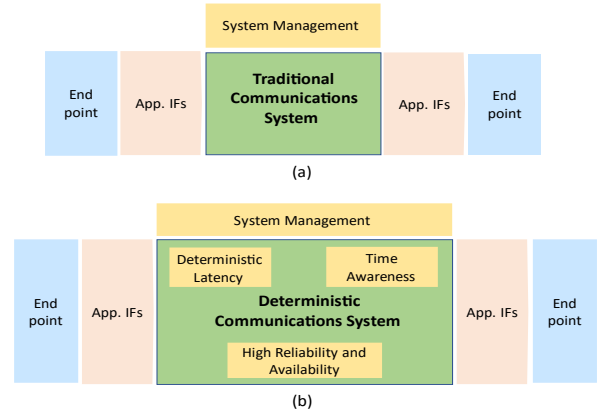 System Management
End
point
App. IFs
Traditional
Communications
System
App. IFs
End
point
(a)
System Management
End
point
App. IFs
Deterministic
Latency
Time
Awareness
Deterministic
Communications System
High Reliability and
Availability
App. IFs
End
point
(b)